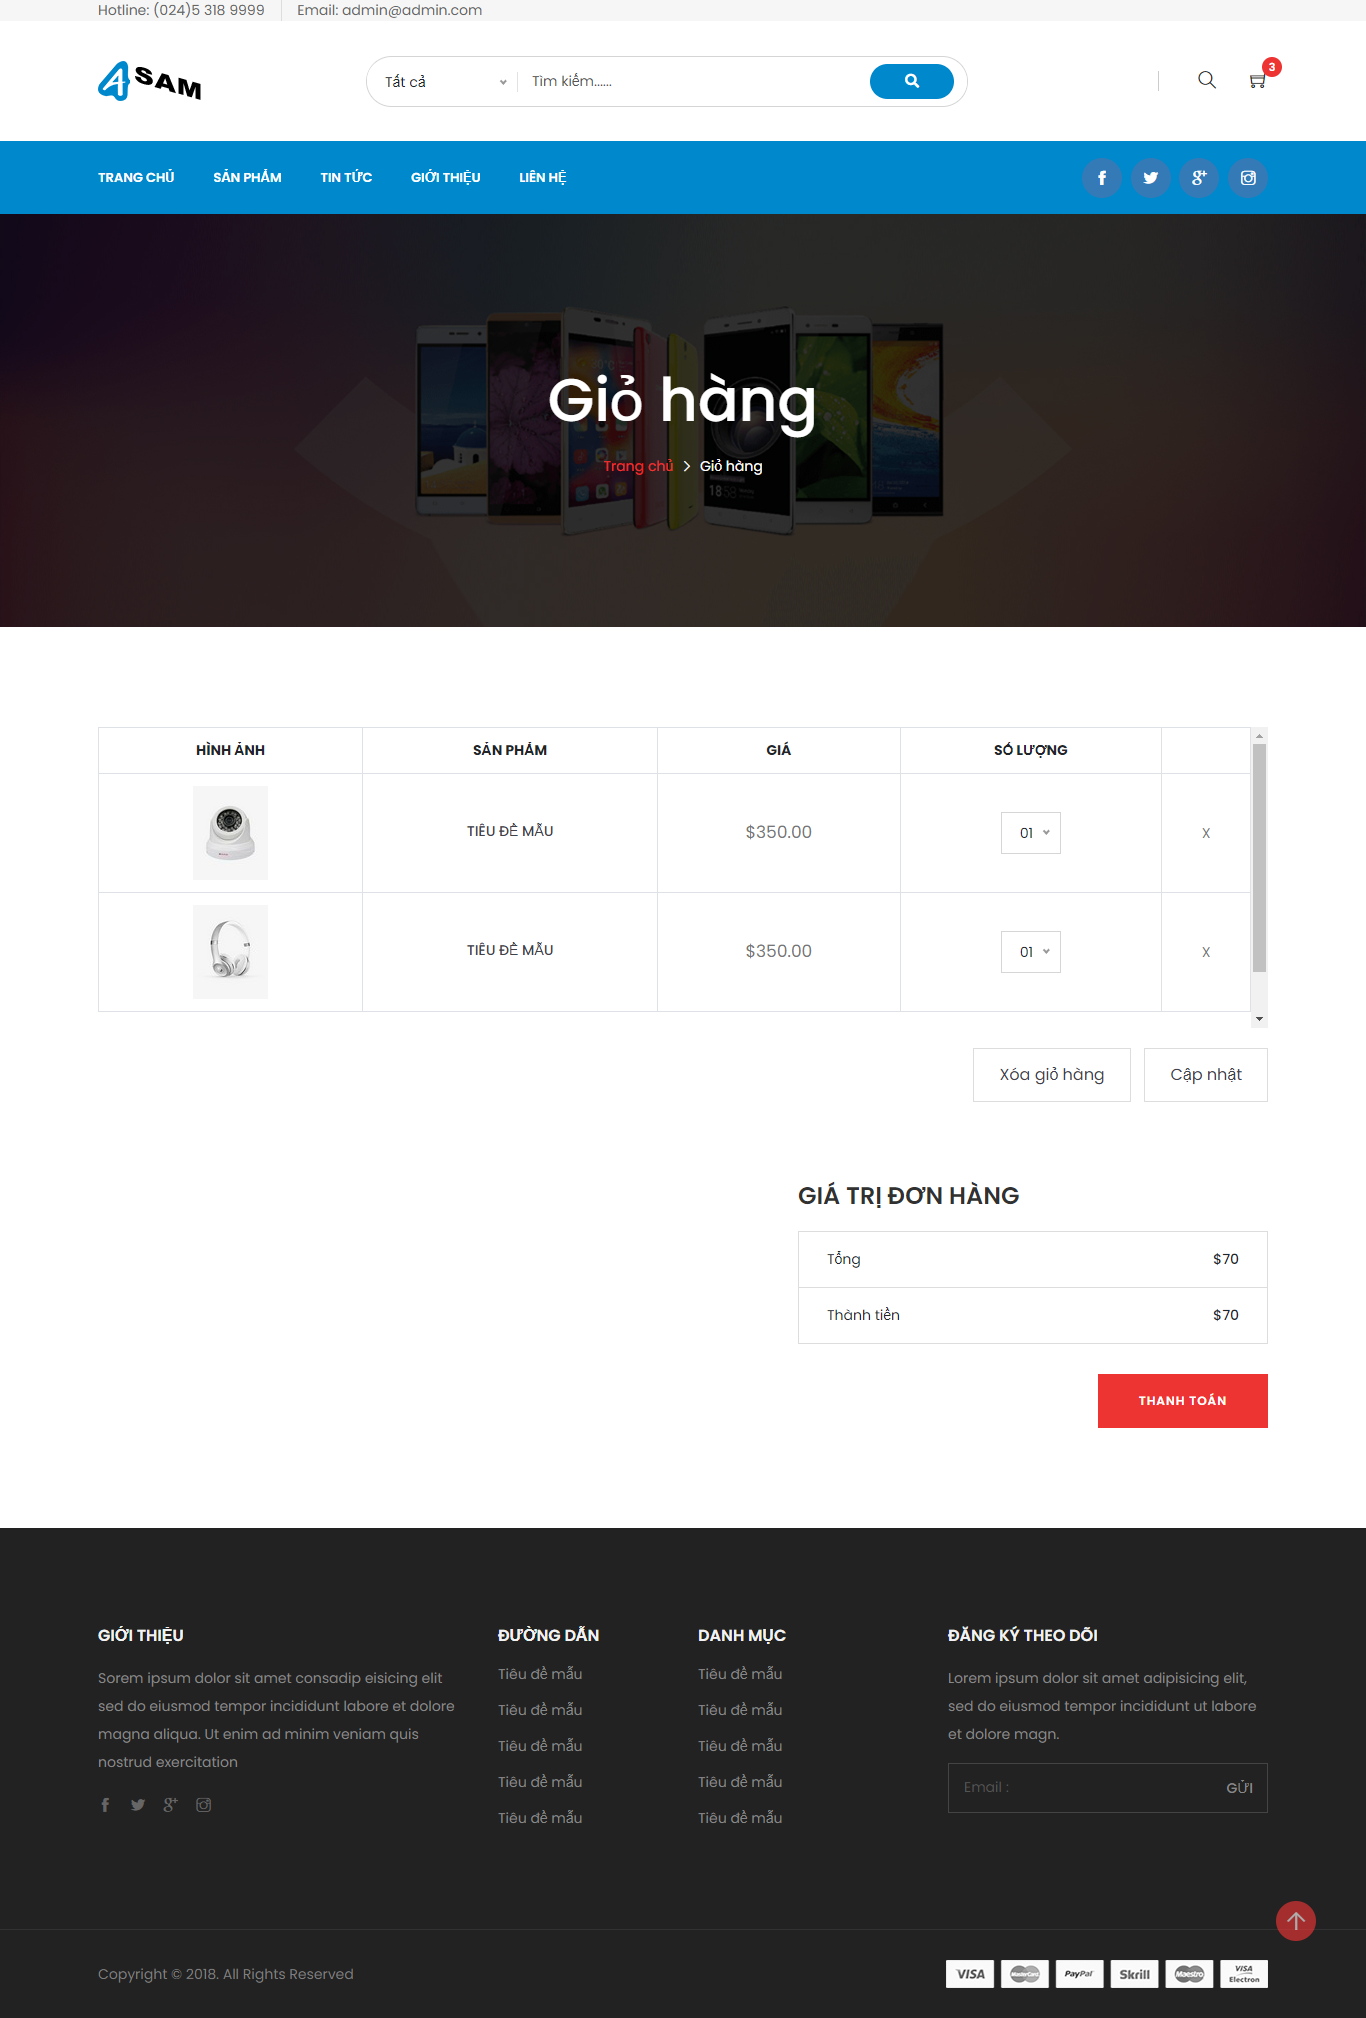 Hotline: (024)5 318 9999
Email: admin@admin.com
4SAM
Tất cả
Tìm kiếm......
3
TRANG CHỦ
SẢN PHẨM
TIN TỨC
GIỚI THIỆU
LIÊN HỆ
Giỏ hàng
Trang chủ > Giỏ hàng
HÌNH ẢNH
SẢN PHẨM
GIÁ
SỐ LƯỢNG
TIÊU ĐỀ MẪU
$350.00
01
X
TIÊU ĐỀ MẪU
$350.00
01
X
Xóa giỏ hàng
Cập nhật
GIÁ TRỊ ĐƠN HÀNG
Tổng
$70
Thành tiền
$70
THANH TOÁN
GIỚI THIỆU
Sorem ipsum dolor sit amet consadip eisicing elit
sed do eiusmod tempor incididunt labore et dolore
magna aliqua. Ut enim ad minim veniam quis
nostrud exercitation
ĐƯỜNG DẪN
Tiêu đề mẫu
Tiêu đề mẫu
Tiêu đề mẫu
Tiêu đề mẫu
Tiêu đề mẫu
DANH MỤC
Tiêu đề mẫu
Tiêu đề mẫu
Tiêu đề mẫu
Tiêu đề mẫu
Tiêu đề mẫu
ĐĂNG KÝ THEO DÕI
Lorem ipsum dolor sit amet adipisicing elit,
sed do eiusmod tempor incididunt ut labore
et dolore magn.
Email :
GỬI
Copyright © 2018. All Rights Reserved
VISA
MasterCard
PayPal
Skrill
Maestro
VISA
Electron